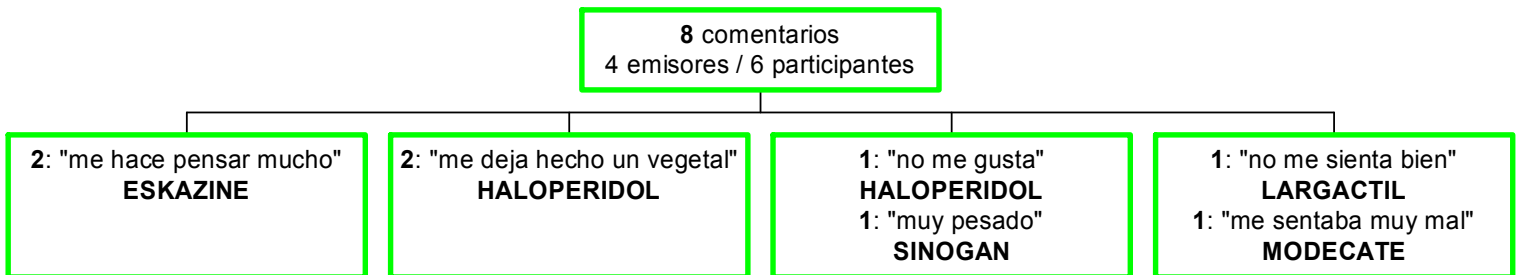 8 comentarios
4 emisores / 6 participantes
2: "me hace pensar mucho"
ESKAZINE
2: "me deja hecho un vegetal"
HALOPERIDOL
1: "no me gusta"
HALOPERIDOL
1: "muy pesado"
SINOGAN
1: "no me sienta bien"
LARGACTIL
1: "me sentaba muy mal"
MODECATE